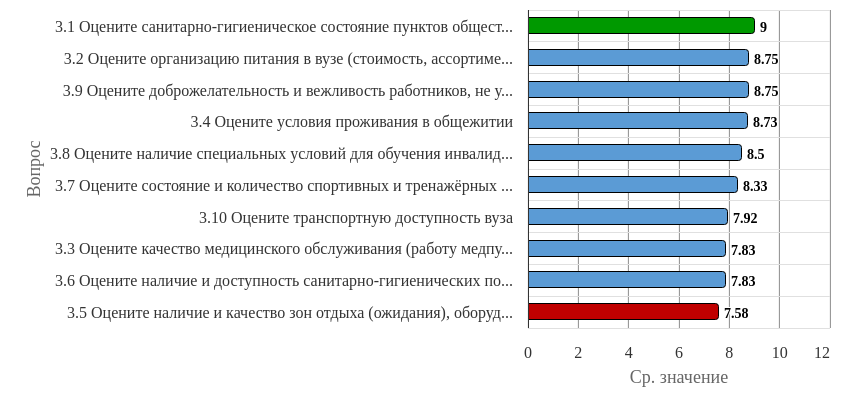 3.1 Оцените санитарно-гигиеническое состояние пунктов общест... 9
3.2 Оцените организацию питания в вузе (стоимость, ассортиме... 8.75
3.9 Оцените доброжелательность и вежливость работников, не у... 8.75
3.4 Оцените условия проживания в общежитии 8.73
3.8 Оцените наличие специальных условий для обучения инвалид... 8.5
3.7 Оцените состояние и количество спортивных и тренажёрных ... 8.33
3.10 Оцените транспортную доступность вуза 7.92
3.3 Оцените качество медицинского обслуживания (работу медпу... 7.83
3.6 Оцените наличие и доступность санитарно-гигиенических по... 7.83
3.5 Оцените наличие и качество зон отдыха (ожидания), оборуд... 7.58
Вопрос
0 2 4 6 8 10 12
Ср. значение